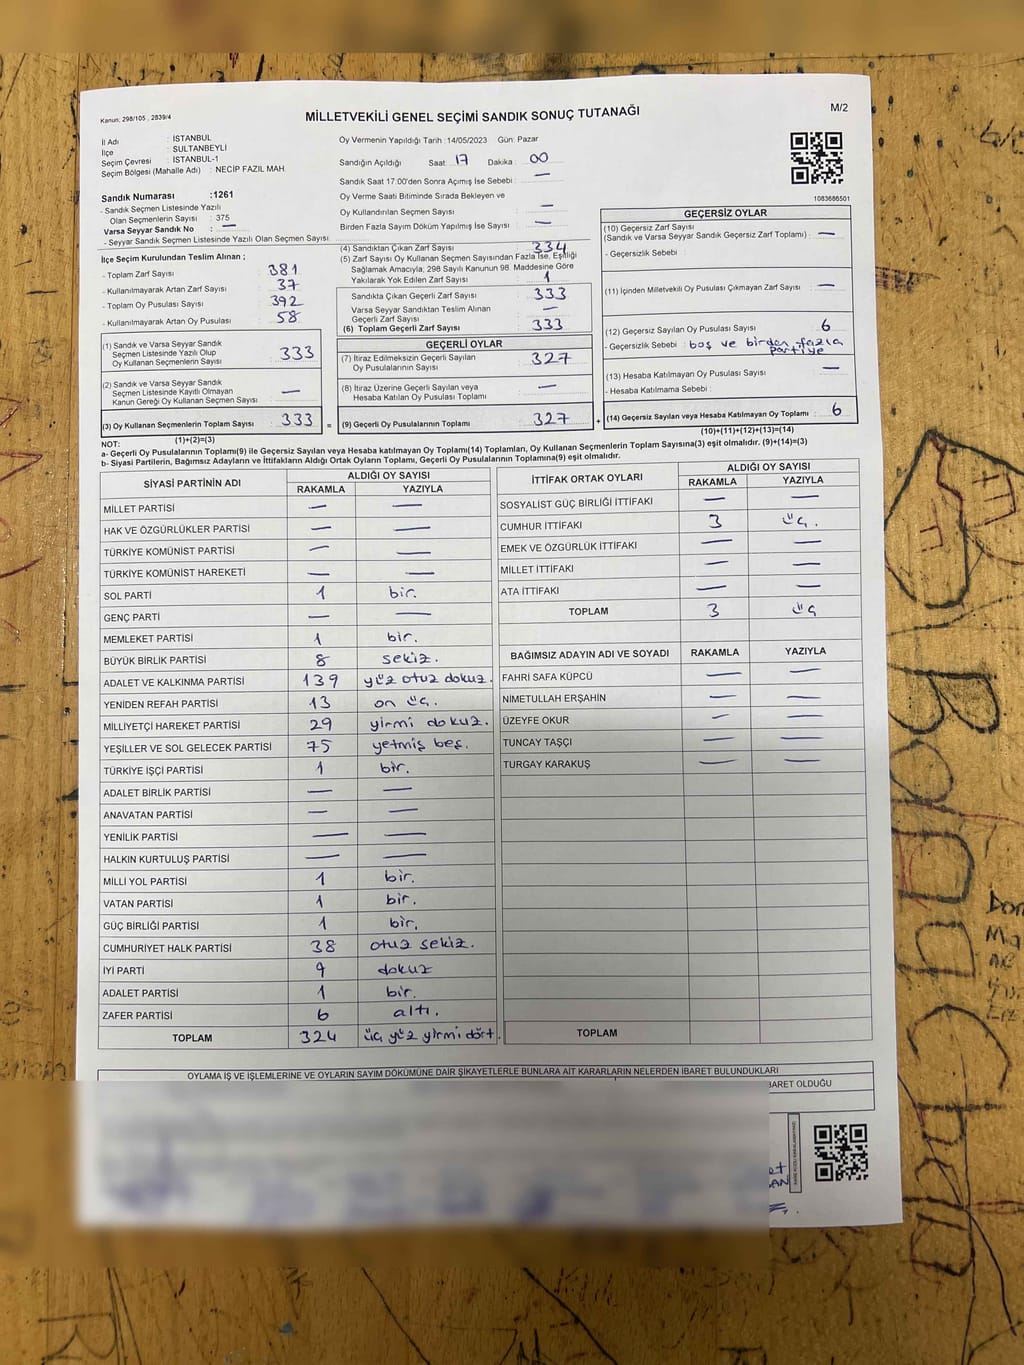 Kanun: 298/105 , 2839/4
MİLLETVEKİLİ GENEL SEÇİMİ SANDIK SONUÇ TUTANAĞI
M/2
İl Adı : İSTANBUL
İlçe : SULTANBEYLİ
Seçim Çevresi : İSTANBUL-1
Seçim Bölgesi (Mahalle Adı) : NECİP FAZIL MAH.
Sandık Numarası :1261
- Sandık Seçmen Listesinde Yazılı
Olan Seçmenlerin Sayısı : 375
Varsa Seyyar Sandık No : —
- Seyyar Sandık Seçmen Listesinde Yazılı Olan Seçmen Sayısı:
Oy Vermenin Yapıldığı Tarih :14/05/2023 Gün: Pazar
Sandığın Açıldığı Saat: 17 Dakika : 00
Sandık Saat 17.00'den Sonra Açımış İse Sebebi : —
Oy Verme Saati Bitiminde Sırada Bekleyen ve
Oy Kullandırılan Seçmen Sayısı : —
Birden Fazla Sayım Döküm Yapılmış İse Sayısı : —
1083686501
İlçe Seçim Kurulundan Teslim Alınan ;
- Toplam Zarf Sayısı : 381
- Kullanılmayarak Artan Zarf Sayısı : 37
- Toplam Oy Pusulası Sayısı : 392
- Kullanılmayarak Artan Oy Pusulası : 58
(4) Sandıktan Çıkan Zarf Sayısı : 334
(5) Zarf Sayısı Oy Kullanan Seçmen Sayısından Fazla İse, Eşitliği
Sağlamak Amacıyla; 298 Sayılı Kanunun 98. Maddesine Göre
Yakılarak Yok Edilen Zarf Sayısı : 1
Sandıkta Çıkan Geçerli Zarf Sayısı : 333
Varsa Seyyar Sandıktan Teslim Alınan
Geçerli Zarf Sayısı : —
(6) Toplam Geçerli Zarf Sayısı : 333
GEÇERSİZ OYLAR
(10) Geçersiz Zarf Sayısı
(Sandık ve Varsa Seyyar Sandık Geçersiz Zarf Toplamı) : —
- Geçersizlik Sebebi :
(11) İçinden Milletvekili Oy Pusulası Çıkmayan Zarf Sayısı : —
(12) Geçersiz Sayılan Oy Pusulası Sayısı : 6
- Geçersizlik Sebebi : boş ve birden fazla
partiye
(13) Hesaba Katılmayan Oy Pusulası Sayısı : —
- Hesaba Katılmama Sebebi :
(14) Geçersiz Sayılan veya Hesaba Katılmayan Oy Toplamı : 6
(10)+(11)+(12)+(13)=(14)
(1) Sandık ve Varsa Seyyar Sandık
Seçmen Listesinde Yazılı Olup
Oy Kullanan Seçmenlerin Sayısı : 333
(2) Sandık ve Varsa Seyyar Sandık
Seçmen Listesinde Kayıtlı Olmayan
Kanun Gereği Oy Kullanan Seçmen Sayısı : —
(3) Oy Kullanan Seçmenlerin Toplam Sayısı : 333 =
(1)+(2)=(3)
GEÇERLİ OYLAR
(7) İtiraz Edilmeksizin Geçerli Sayılan
Oy Pusulalarının Sayısı : 327
(8) İtiraz Üzerine Geçerli Sayılan veya
Hesaba Katılan Oy Pusulası Toplamı : —
(9) Geçerli Oy Pusulalarının Toplamı : 327 +
NOT:
a- Geçerli Oy Pusulalarının Toplamı(9) ile Geçersiz Sayılan veya Hesaba katılmayan Oy Toplamı(14) Toplamları, Oy Kullanan Seçmenlerin Toplam Sayısına(3) eşit olmalıdır. (9)+(14)=(3)
b- Siyasi Partilerin, Bağımsız Adayların ve İttifakların Aldığı Ortak Oyların Toplamı, Geçerli Oy Pusulalarının Toplamına(9) eşit olmalıdır.
SİYASİ PARTİNİN ADI ALDIĞI OY SAYISI
RAKAMLA YAZIYLA
MİLLET PARTİSİ — —
HAK VE ÖZGÜRLÜKLER PARTİSİ — —
TÜRKİYE KOMÜNİST PARTİSİ — —
TÜRKİYE KOMÜNİST HAREKETİ — —
SOL PARTİ 1 bir.
GENÇ PARTİ — —
MEMLEKET PARTİSİ 1 bir.
BÜYÜK BİRLİK PARTİSİ 8 sekiz.
ADALET VE KALKINMA PARTİSİ 139 yüz otuz dokuz.
YENİDEN REFAH PARTİSİ 13 on üç.
MİLLİYETÇİ HAREKET PARTİSİ 29 yirmi dokuz.
YEŞİLLER VE SOL GELECEK PARTİSİ 75 yetmiş beş.
TÜRKİYE İŞÇİ PARTİSİ 1 bir.
ADALET BİRLİK PARTİSİ — —
ANAVATAN PARTİSİ — —
YENİLİK PARTİSİ — —
HALKIN KURTULUŞ PARTİSİ — —
MİLLİ YOL PARTİSİ 1 bir.
VATAN PARTİSİ 1 bir.
GÜÇ BİRLİĞİ PARTİSİ 1 bir.
CUMHURİYET HALK PARTİSİ 38 otuz sekiz.
İYİ PARTİ 9 dokuz
ADALET PARTİSİ 1 bir.
ZAFER PARTİSİ 6 altı.
TOPLAM 324 üç yüz yirmi dört.
İTTİFAK ORTAK OYLARI ALDIĞI OY SAYISI
RAKAMLA YAZIYLA
SOSYALİST GÜÇ BİRLİĞİ İTTİFAKI — —
CUMHUR İTTİFAKI 3 üç.
EMEK VE ÖZGÜRLÜK İTTİFAKI — —
MİLLET İTTİFAKI — —
ATA İTTİFAKI — —
TOPLAM 3 üç
BAĞIMSIZ ADAYIN ADI VE SOYADI RAKAMLA YAZIYLA
FAHRİ SAFA KÜPCÜ — —
NİMETULLAH ERŞAHİN — —
ÜZEYFE OKUR — —
TUNCAY TAŞÇI — —
TURGAY KARAKUŞ — —
TOPLAM
OYLAMA İŞ VE İŞLEMLERİNE VE OYLARIN SAYIM DÖKÜMÜNE DAİR ŞİKAYETLERLE BUNLARA AİT KARARLARIN NELERDEN İBARET BULUNDUKLARI
BARET OLDUĞU